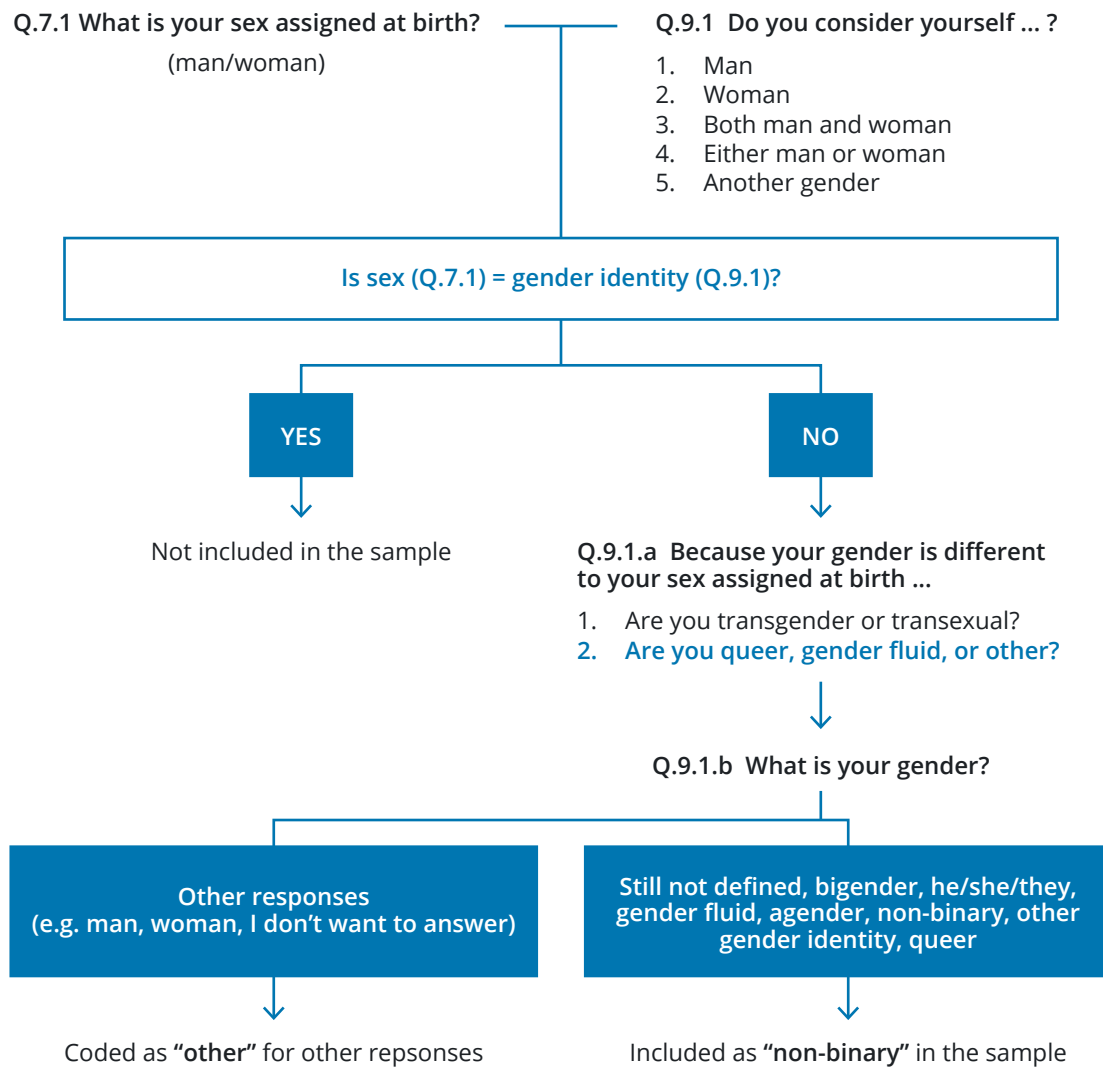 Q.7.1 What is your sex assigned at birth?
(man/woman)
Q.9.1 Do you consider yourself ... ?
1. Man
2. Woman
3. Both man and woman
4. Either man or woman
5. Another gender
Is sex (Q.7.1) = gender identity (Q.9.1)?
YES
NO
Not included in the sample
Q.9.1.a Because your gender is different
to your sex assigned at birth ...
1. Are you transgender or transexual?
2. Are you queer, gender fluid, or other?
Q.9.1.b What is your gender?
Other responses
(e.g. man, woman, I don’t want to answer)
Still not defined, bigender, he/she/they,
gender fluid, agender, non-binary, other
gender identity, queer
Coded as “other” for other repsonses
Included as “non-binary” in the sample